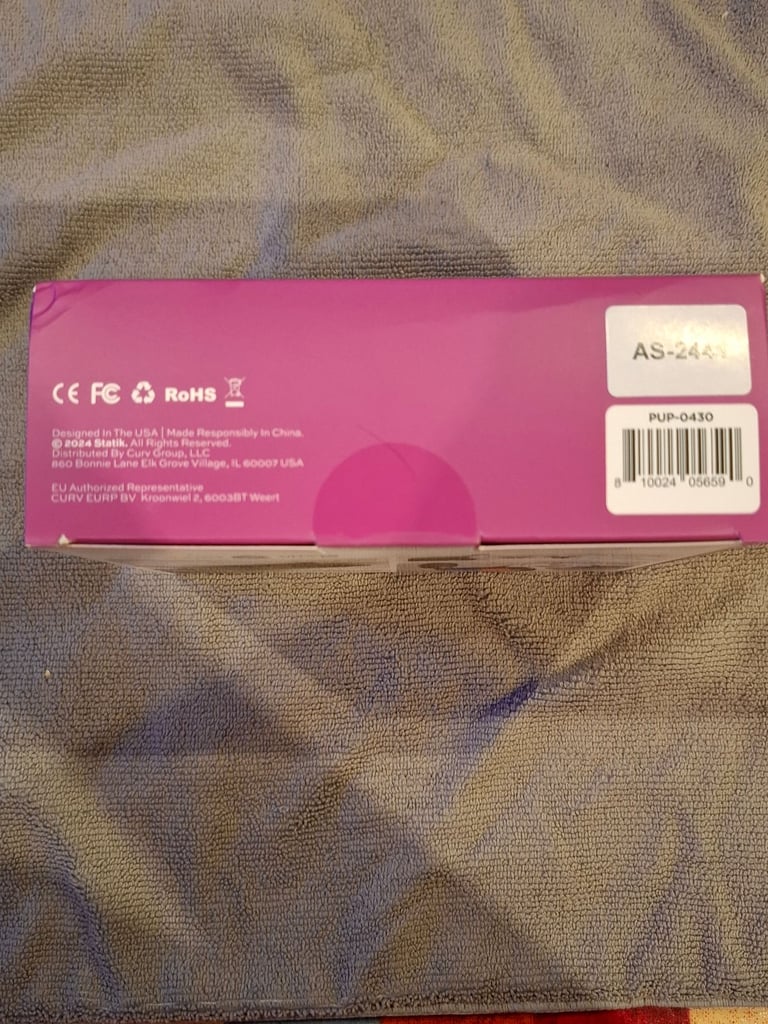 CE FC RoHS
Designed In The USA | Made Responsibly In China.
© 2024 Statik. All Rights Reserved.
Distributed By Curv Group, LLC
860 Bonnie Lane Elk Grove Village, IL 60007 USA
EU Authorized Representative
CURV EURP BV Kroonwiel 2, 6003BT Weert
PUP-0430
8 10024 05659 0